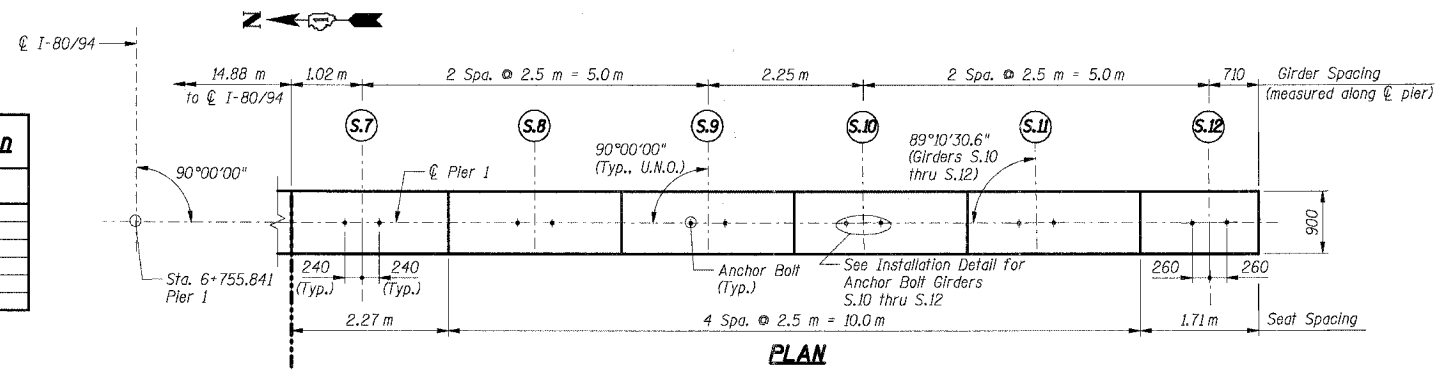 N
℄ I-80/94
14.88 m
to ℄ I-80/94
1.02 m
2 Spa. @ 2.5 m = 5.0 m
2.25 m
2 Spa. @ 2.5 m = 5.0 m
710
Girder Spacing
(measured along ℄ pier)
S.7
S.8
S.9
S.10
S.11
S.12
n
90°00'00"
℄ Pier 1
90°00'00"
(Typ., U.N.O.)
89°10'30.6"
(Girders S.10
thru S.12)
900
Sta. 6+755.841
Pier 1
240
(Typ.)
240
(Typ.)
Anchor Bolt
(Typ.)
See Installation Detail for
Anchor Bolt Girders
S.10 thru S.12
260
260
2.27 m
4 Spa. @ 2.5 m = 10.0 m
1.71 m
Seat Spacing
PLAN